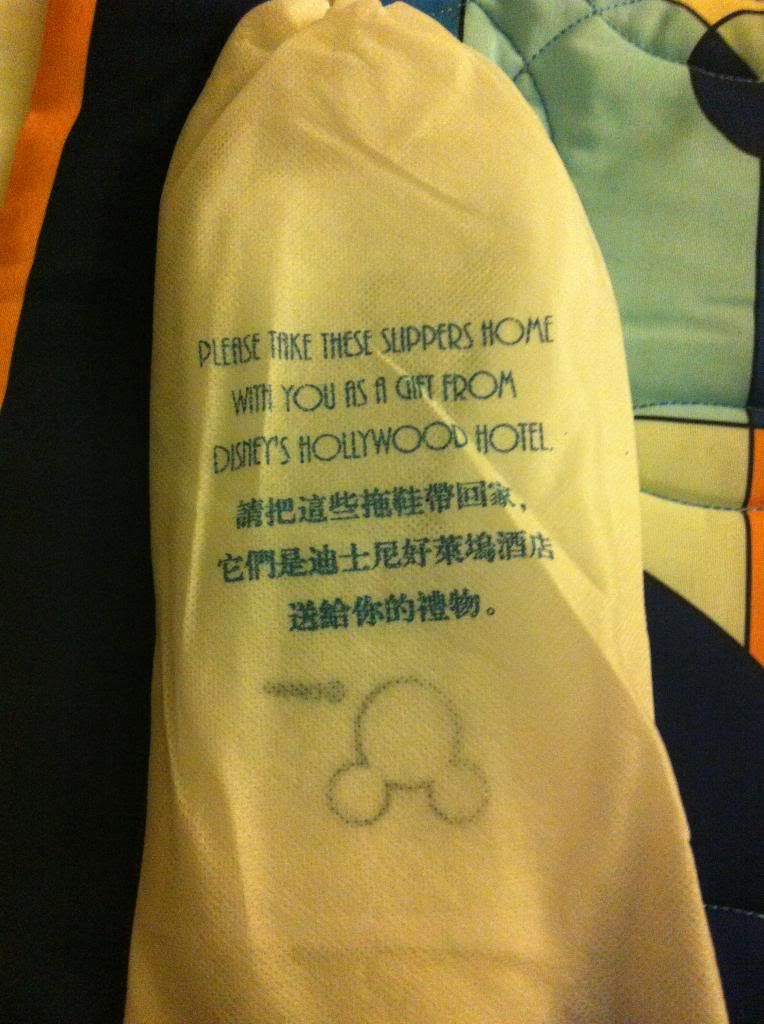 PLEASE TAKE THESE SLIPPERS HOME
WITH YOU AS A GIFT FROM
DISNEY'S HOLLYWOOD HOTEL.
請把這些拖鞋帶回家,
它們是迪士尼好萊塢酒店
送給你的禮物。